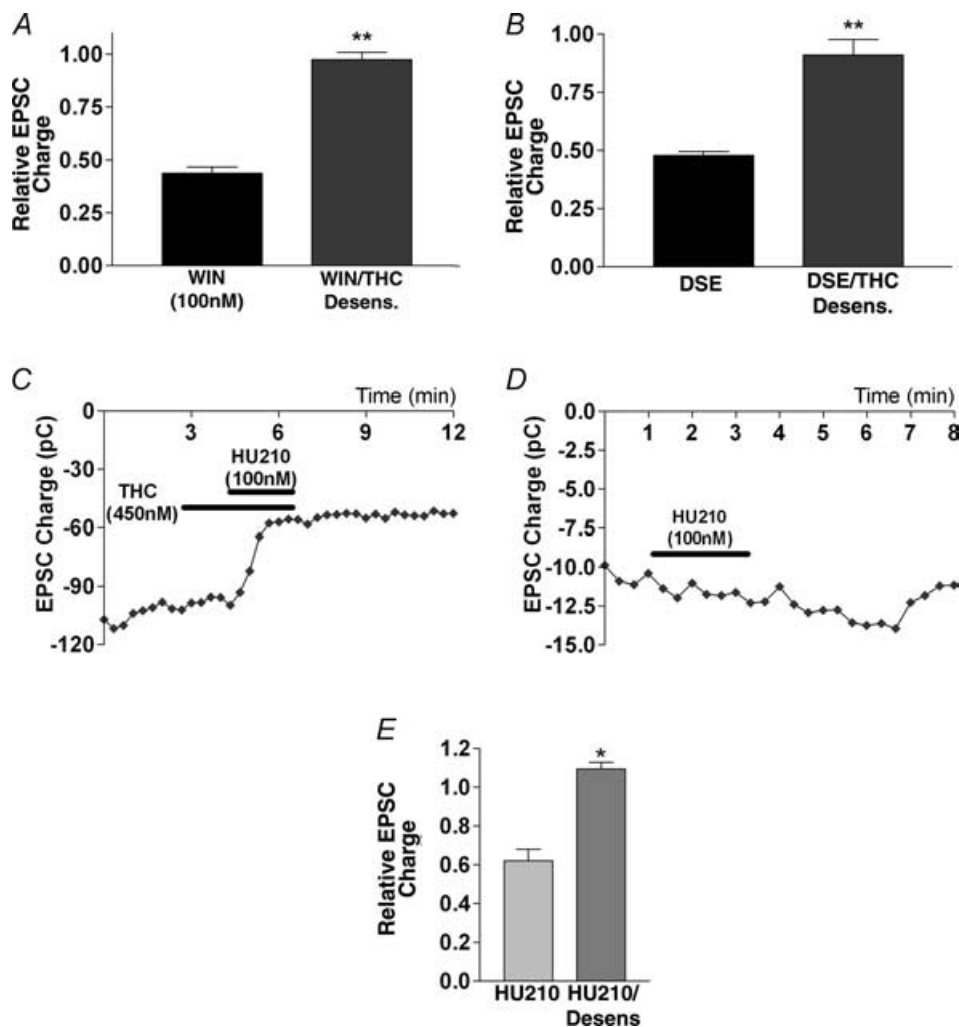 A
Relative EPSC
Charge
1.00
0.75
0.50
0.25
0.00
**
WIN
(100nM)
WIN/THC
Desens.
B
Relative EPSC
Charge
1.00
0.75
0.50
0.25
0.00
**
DSE
DSE/THC
Desens.
C
Time (min)
EPSC Charge (pC)
0
-30
-60
-90
-120
3
6
9
12
HU210
(100nM)
THC
(450nM)
D
Time (min)
EPSC Charge (pC)
0.0
-2.5
-5.0
-7.5
-10.0
-12.5
-15.0
1
2
3
4
5
6
7
8
HU210
(100nM)
E
Relative EPSC
Charge
1.2
1.0
0.8
0.6
0.4
0.2
0.0
*
HU210
HU210/
Desens